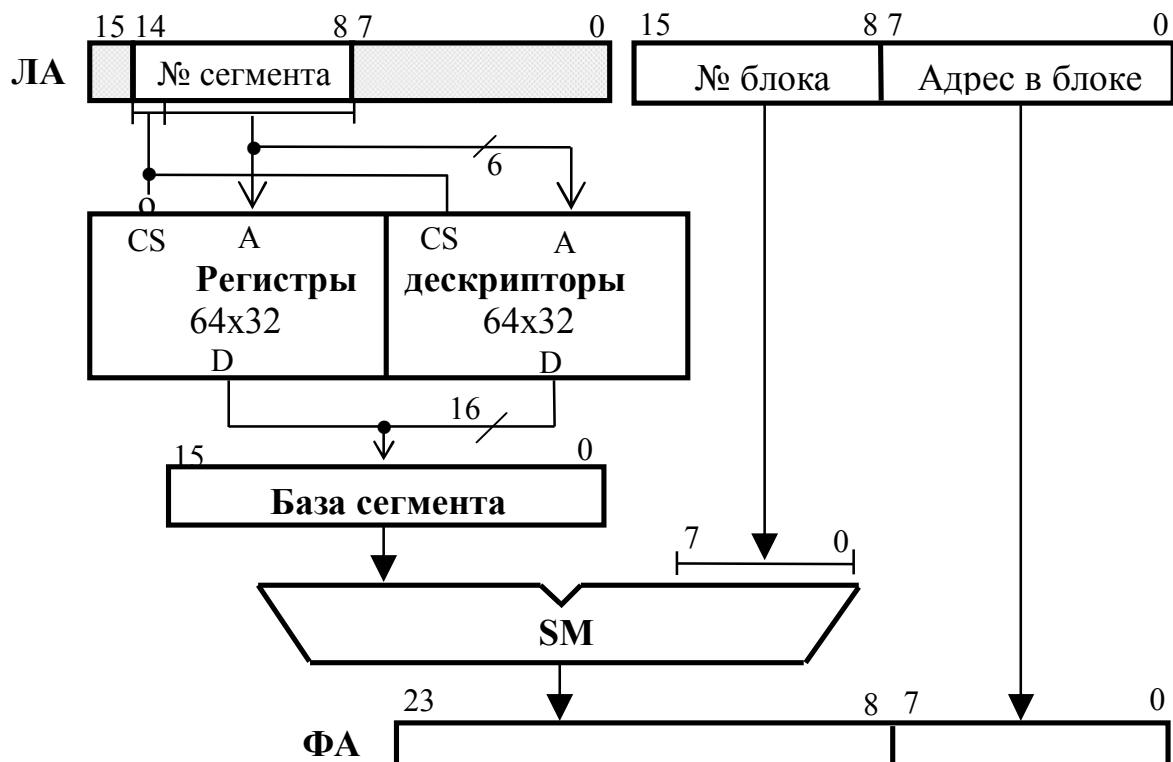 15 14 8 7 0 15 8 7 0
ЛА № сегмента № блока Адрес в блоке
6
CS A CS A
Регистры дескрипторы
64x32 64x32
D D
16
15 0
База сегмента
7 0
SM
23 8 7 0
ФА